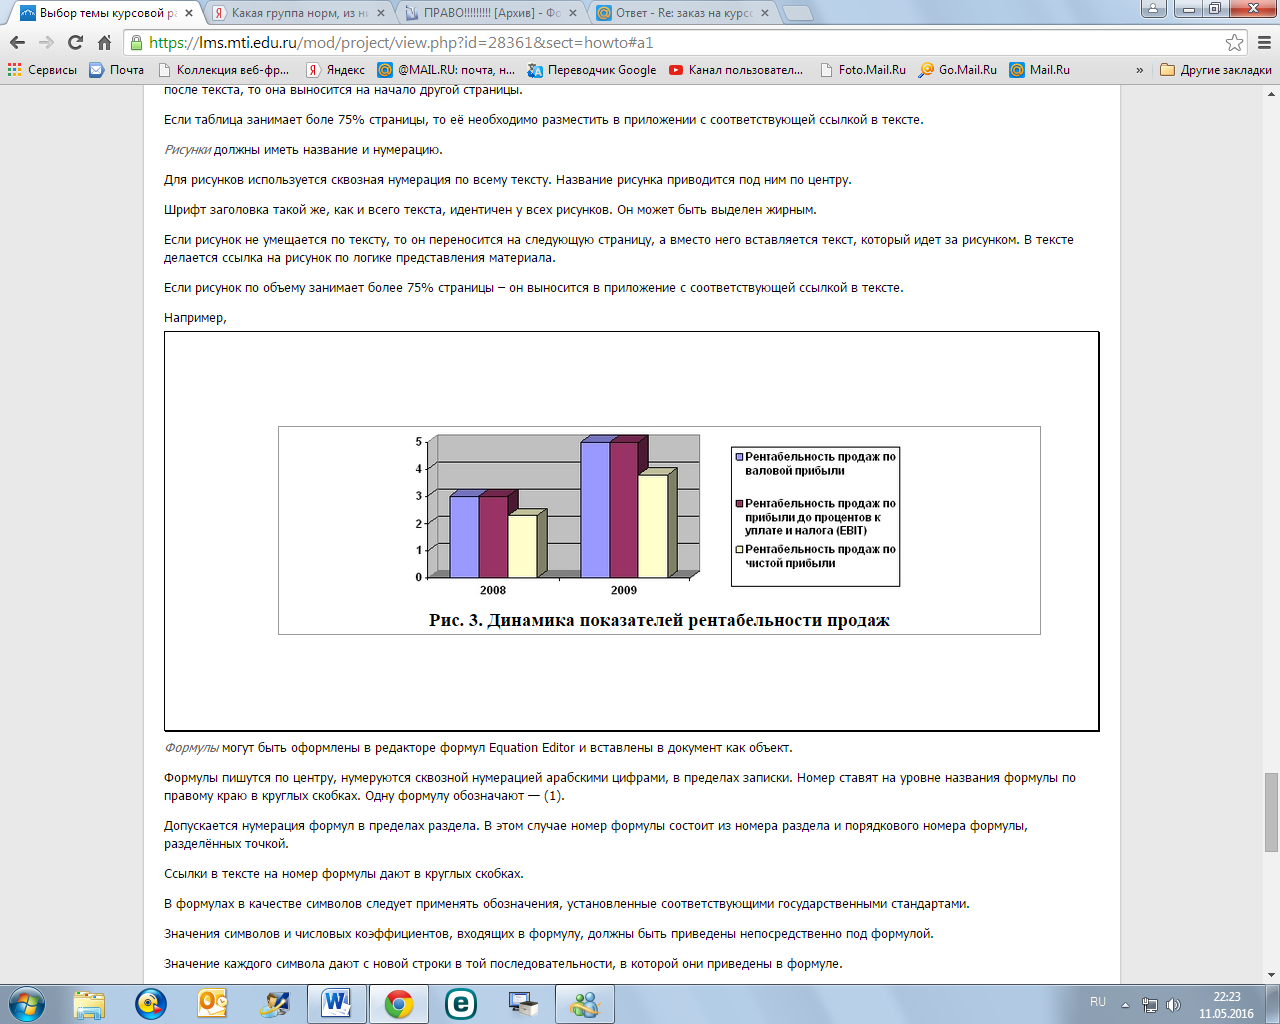 Выбор темы курсовой ра
Какая группа норм, из ни
ПРАВО!!!!!!!!! [Архив] - Фо
Ответ - Re: заказ на курсо
https://lms.mti.edu.ru/mod/project/view.php?id=28361&sect=howto#a1
Сервисы
Почта
Коллекция веб-фр...
Яндекс
@MAIL.RU: почта, н...
Переводчик Google
Канал пользовател...
Foto.Mail.Ru
Go.Mail.Ru
Mail.Ru
»
Другие закладки
после текста, то она выносится на начало другой страницы.
Если таблица занимает боле 75% страницы, то её необходимо разместить в приложении с соответствующей ссылкой в тексте.
Рисунки должны иметь название и нумерацию.
Для рисунков используется сквозная нумерация по всему тексту. Название рисунка приводится под ним по центру.
Шрифт заголовка такой же, как и всего текста, идентичен у всех рисунков. Он может быть выделен жирным.
Если рисунок не умещается по тексту, то он переносится на следующую страницу, а вместо него вставляется текст, который идет за рисунком. В тексте
делается ссылка на рисунок по логике представления материала.
Если рисунок по объему занимает более 75% страницы – он выносится в приложение с соответствующей ссылкой в тексте.
Например,
5
4
3
2
1
0
2008
2009
Рентабельность продаж по
валовой прибыли
Рентабельность продаж по
прибыли до процентов к
уплате и налога (EBIT)
Рентабельность продаж по
чистой прибыли
Рис. 3. Динамика показателей рентабельности продаж
Формулы могут быть оформлены в редакторе формул Equation Editor и вставлены в документ как объект.
Формулы пишутся по центру, нумеруются сквозной нумерацией арабскими цифрами, в пределах записки. Номер ставят на уровне названия формулы по
правому краю в круглых скобках. Одну формулу обозначают — (1).
Допускается нумерация формул в пределах раздела. В этом случае номер формулы состоит из номера раздела и порядкового номера формулы,
разделённых точкой.
Ссылки в тексте на номер формулы дают в круглых скобках.
В формулах в качестве символов следует применять обозначения, установленные соответствующими государственными стандартами.
Значения символов и числовых коэффициентов, входящих в формулу, должны быть приведены непосредственно под формулой.
Значение каждого символа дают с новой строки в той последовательности, в которой они приведены в формуле.
RU
22:23
11.05.2016